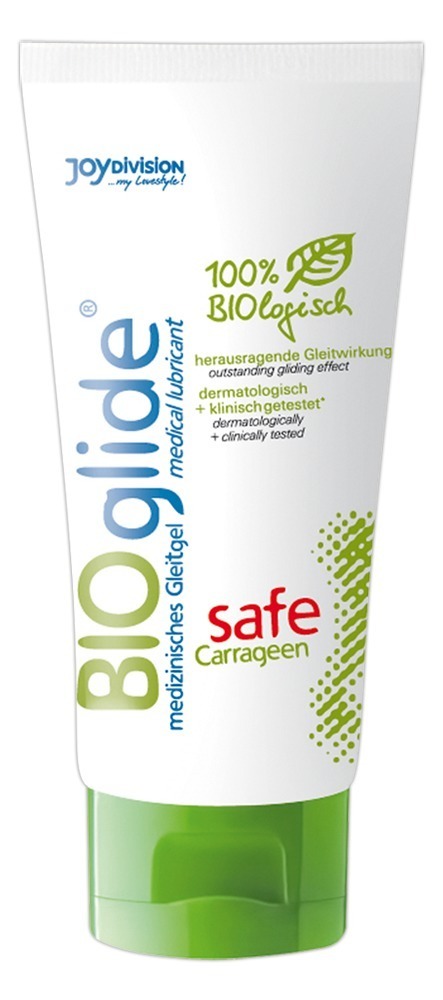 JOYDIVISION
...my Lovestyle!
100%
BIOlogisch
herausragende Gleitwirkung
outstanding gliding effect
dermatologisch
+ klinisch getestet*
dermatologically
+ clinically tested
BIOglide®
medizinisches Gleitgel medical lubricant
safe
Carrageen